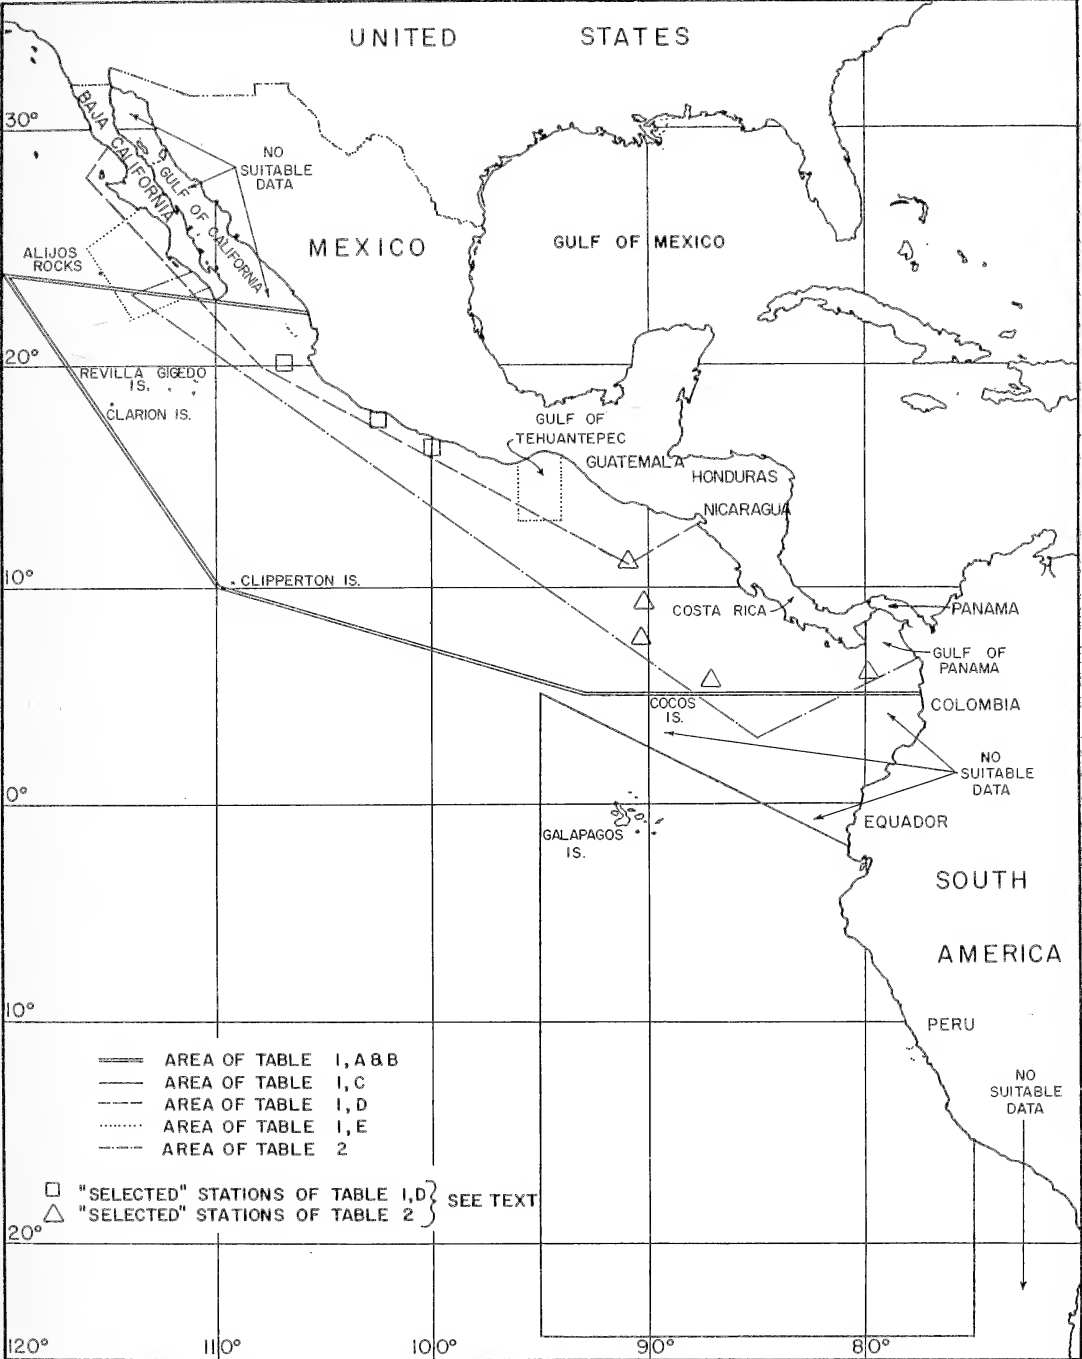 UNITED STATES
BAJA CALIFORNIA
30°
NO
SUITABLE
DATA
GULF OF CALIFORNIA
MEXICO
GULF OF MEXICO
ALIJOS
ROCKS
20°
REVILLA GIGEDO
IS.
CLARION IS.
GULF OF
TEHUANTEPEC
GUATEMALA
HONDURAS
NICARAGUA
10°
CLIPPERTON IS.
COSTA RICA
PANAMA
GULF OF
PANAMA
COCOS
IS.
COLOMBIA
NO
SUITABLE
DATA
0°
GALAPAGOS
IS.
EQUADOR
SOUTH
AMERICA
10°
PERU
NO
SUITABLE
DATA
AREA OF TABLE 1, A&B
AREA OF TABLE 1, C
AREA OF TABLE 1, D
AREA OF TABLE 1, E
AREA OF TABLE 2
"SELECTED" STATIONS OF TABLE 1, D
"SELECTED" STATIONS OF TABLE 2
SEE TEXT
20°
120° 110° 100° 90° 80°